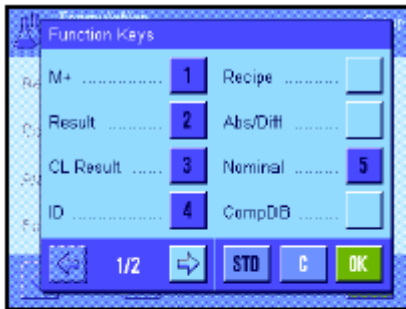 Function Keys
M+ .............. 1 Recipe ..........
Result ......... 2 Abs/Diff ........
CL Result ...... 3 Nominal ......... 5
ID .............. 4 CompDB ........
1/2 STD C OK